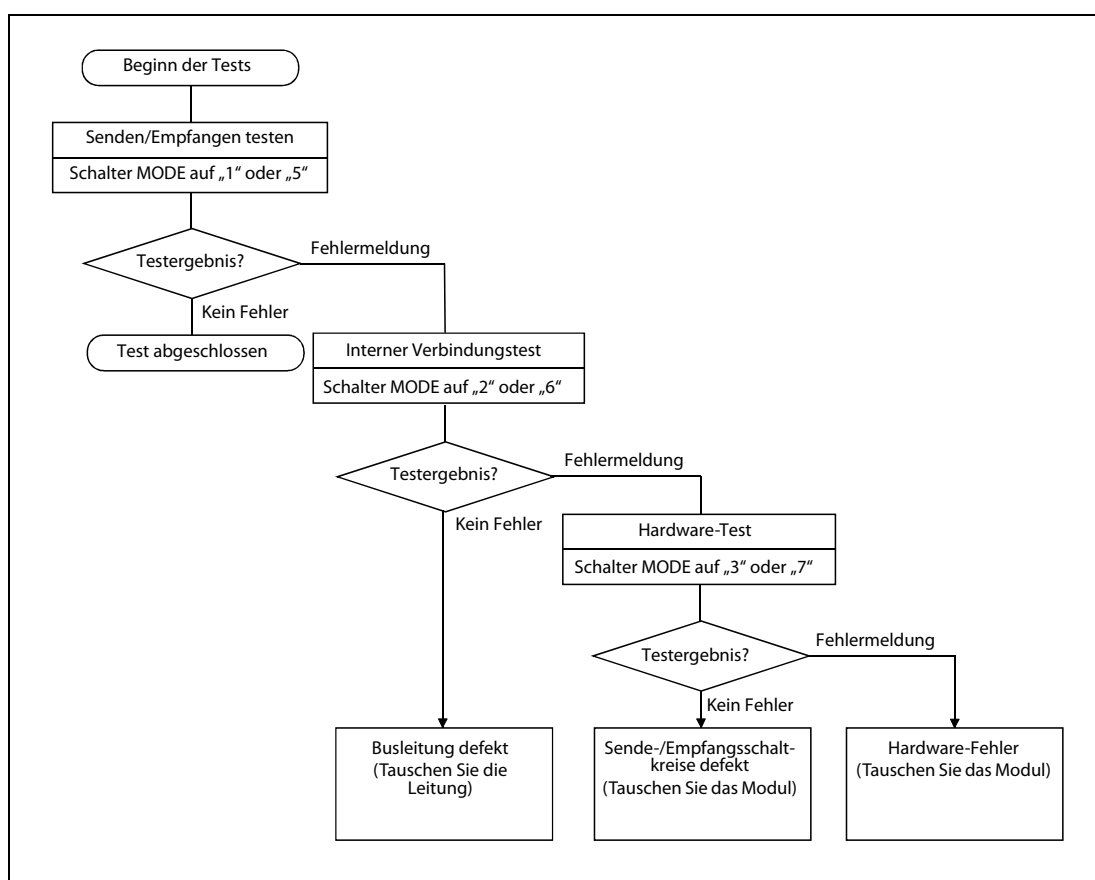 Beginn der Tests
Senden/Empfangen testen
Schalter MODE auf „1“ oder „5“
Testergebnis?
Fehlermeldung
Kein Fehler
Test abgeschlossen
Interner Verbindungstest
Schalter MODE auf „2“ oder „6“
Testergebnis?
Fehlermeldung
Kein Fehler
Hardware-Test
Schalter MODE auf „3“ oder „7“
Testergebnis?
Fehlermeldung
Kein Fehler
Busleitung defekt
(Tauschen Sie die
Leitung)
Sende-/Empfangsschalt-
kreise defekt
(Tauschen Sie das Modul)
Hardware-Fehler
(Tauschen Sie das Modul)